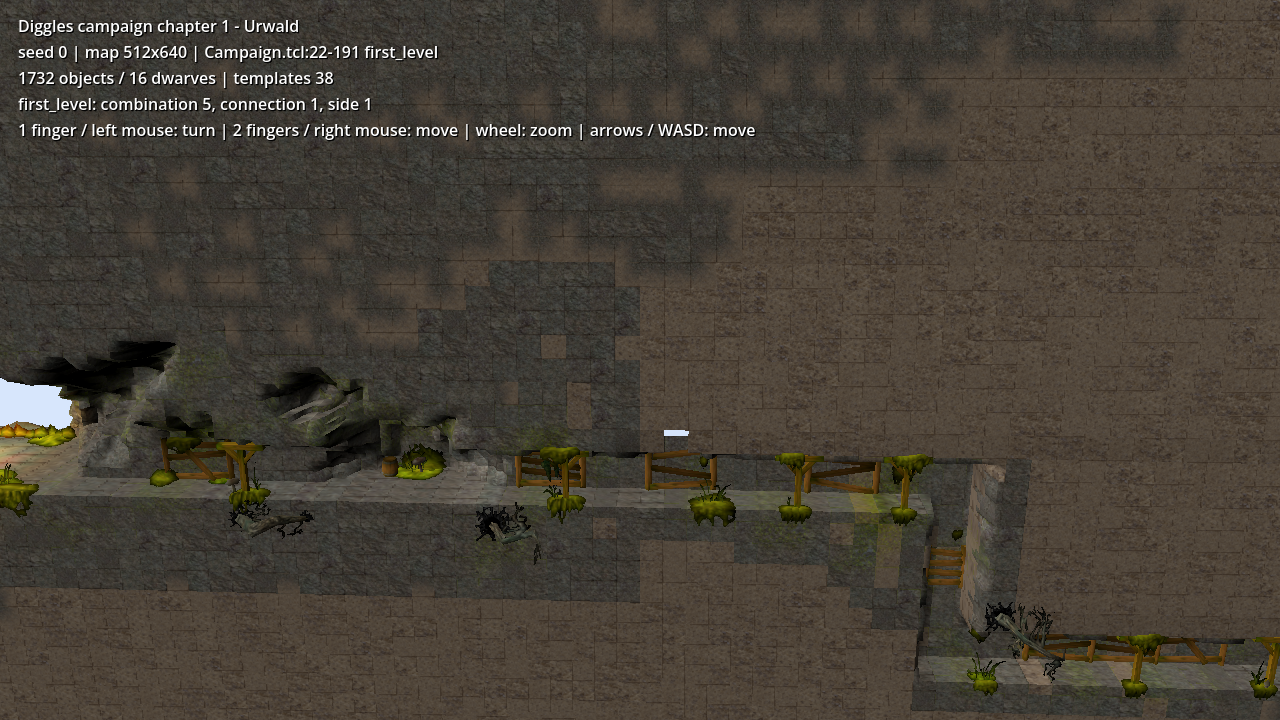 Diggles campaign chapter 1 - Urwald
seed 0 | map 512x640 | Campaign.tcl:22-191 first_level
1732 objects / 16 dwarves | templates 38
first_level: combination 5, connection 1, side 1
1 finger / left mouse: turn | 2 fingers / right mouse: move | wheel: zoom | arrows / WASD: move